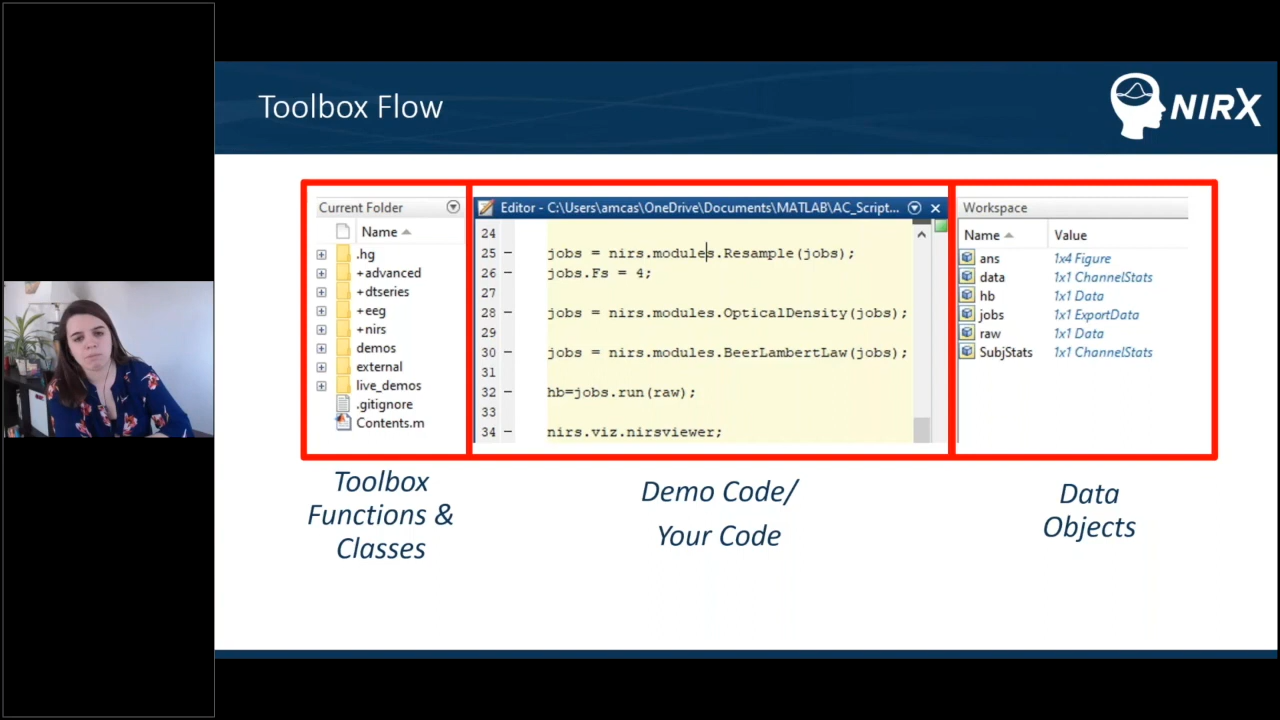 Toolbox Flow
NIRX
Current Folder
Name
.hg
+advanced
+dtseries
+eeg
+nirs
demos
external
live_demos
.gitignore
Contents.m
Editor - C:\Users\amcas\OneDrive\Documents\MATLAB\AC_Script...
24
25 - jobs = nirs.modules.Resample(jobs);
26 - jobs.Fs = 4;
27
28 - jobs = nirs.modules.OpticalDensity(jobs);
29
30 - jobs = nirs.modules.BeerLambertLaw(jobs);
31
32 - hb=jobs.run(raw);
33
34 - nirs.viz.nirsviewer;
Workspace
Name Value
ans 1x4 Figure
data 1x1 ChannelStats
hb 1x1 Data
jobs 1x1 ExportData
raw 1x1 Data
SubjStats 1x1 ChannelStats
Toolbox
Functions &
Classes
Demo Code/
Your Code
Data
Objects